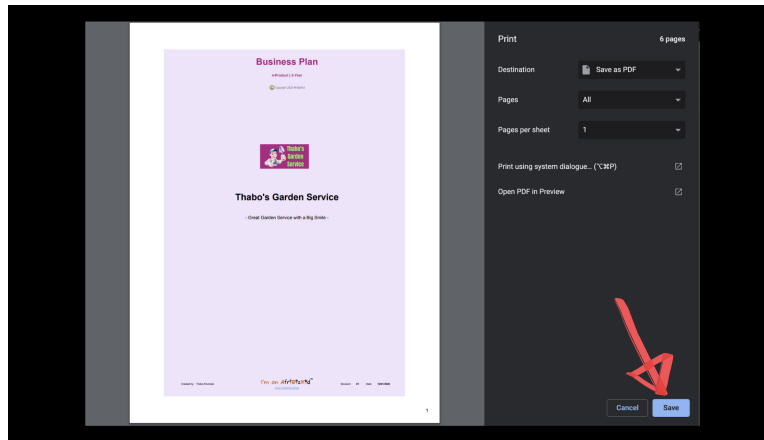 Business Plan
Thabo's
Garden
Service
Thabo's Garden Service
- Great Garden Service with a Big Smile -
1
Print
6 pages
Destination
Save as PDF
Pages
All
Pages per sheet
1
Print using system dialogue... (⌥⌘P)
Open PDF in Preview
Cancel
Save